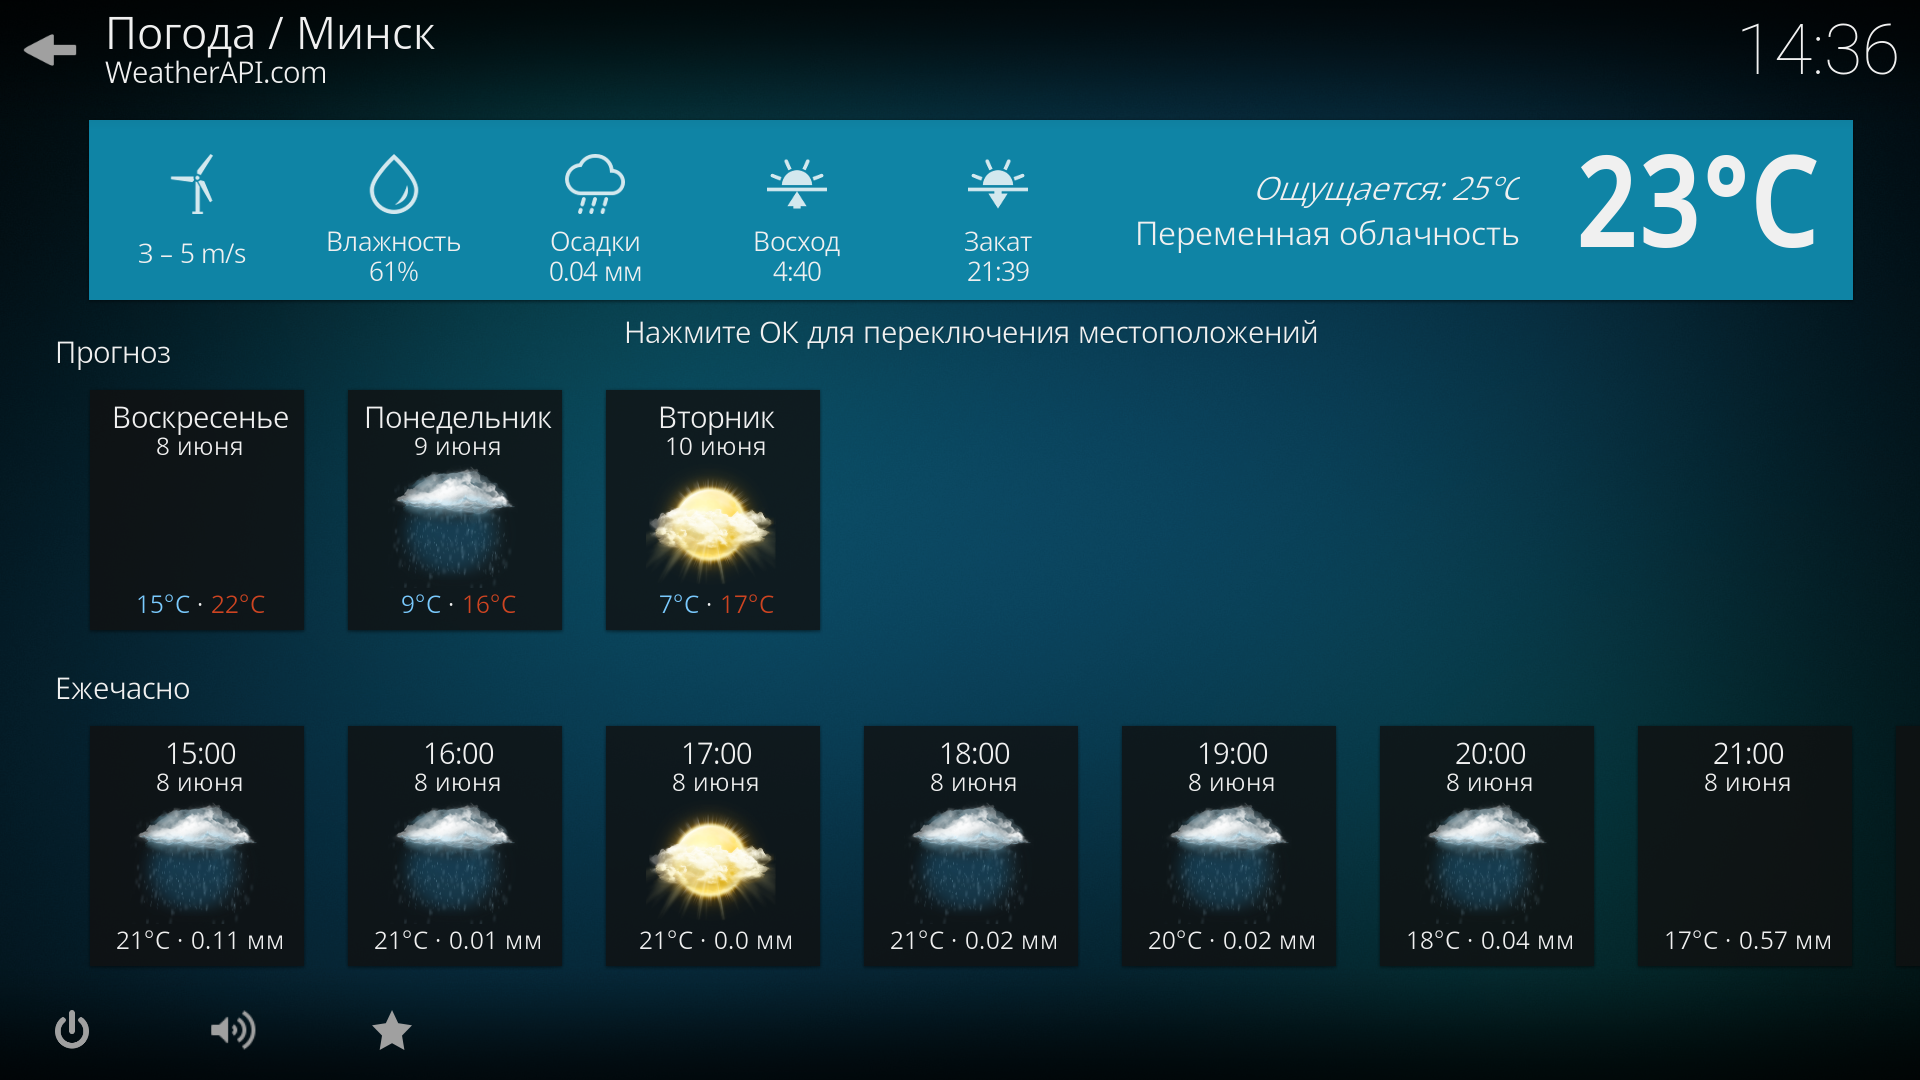 Погода / Минск
WeatherAPI.com
14:36
3 – 5 m/s
Влажность
61%
Осадки
0.04 мм
Восход
4:40
Закат
21:39
Ощущается: 25°C
Переменная облачность
23°C
Нажмите ОК для переключения местоположений
Прогноз
Воскресенье
8 июня
15°C · 22°C
Понедельник
9 июня
9°C · 16°C
Вторник
10 июня
7°C · 17°C
Ежечасно
15:00
8 июня
21°C · 0.11 мм
16:00
8 июня
21°C · 0.01 мм
17:00
8 июня
21°C · 0.0 мм
18:00
8 июня
21°C · 0.02 мм
19:00
8 июня
20°C · 0.02 мм
20:00
8 июня
18°C · 0.04 мм
21:00
8 июня
17°C · 0.57 мм